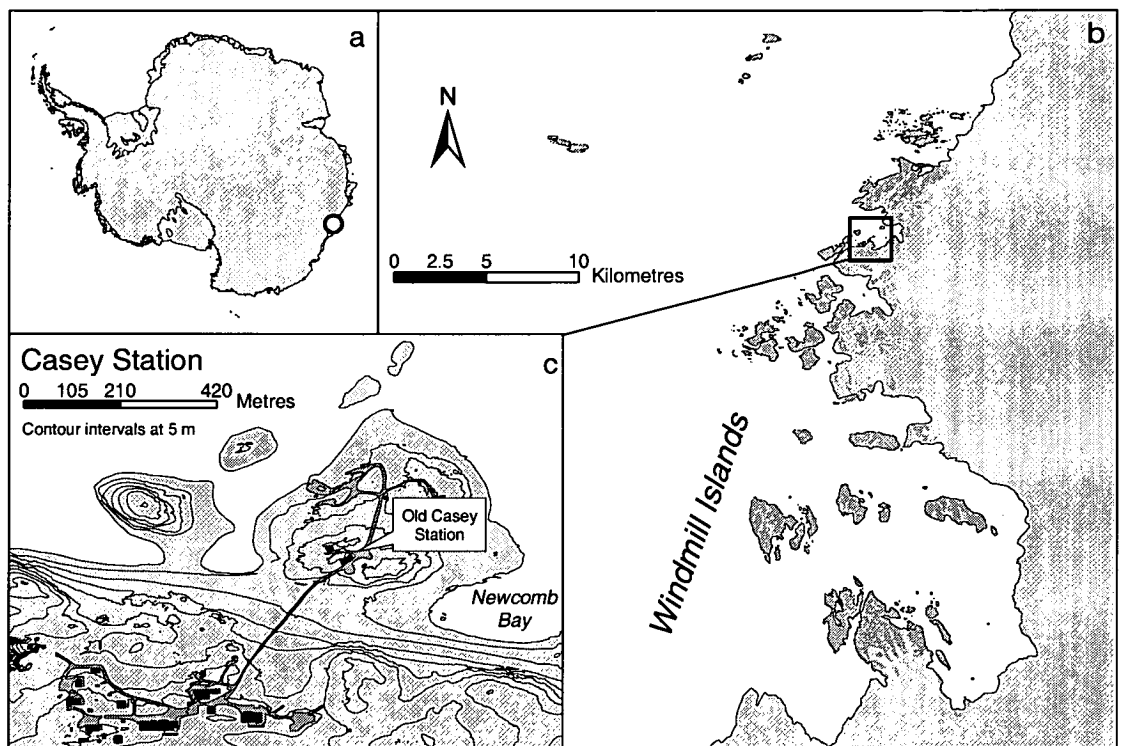 a
b
N
0 2.5 5 10
Kilometres
Casey Station
c
0 105 210 420
Metres
Contour intervals at 5 m
25
Old Casey
Station
Newcomb
Bay
Windmill Islands